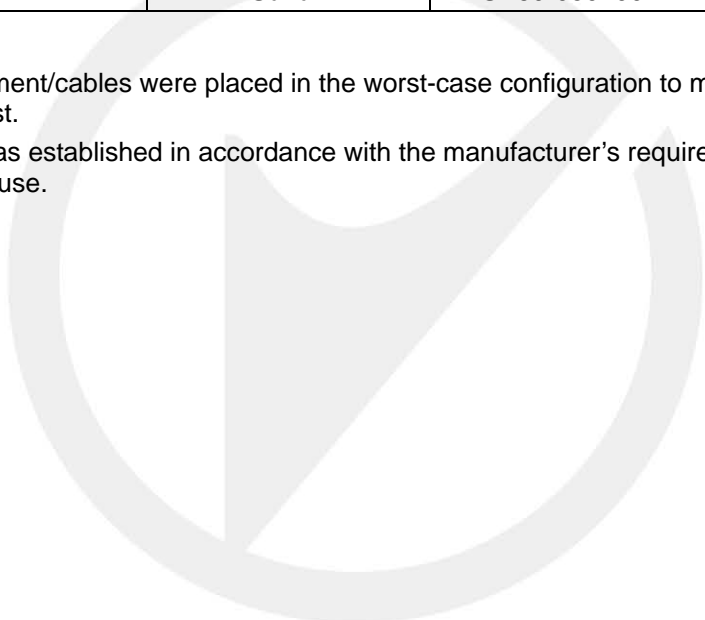 ment/cables were placed in the worst-case configuration to m
st.
as established in accordance with the manufacturer's require
use.